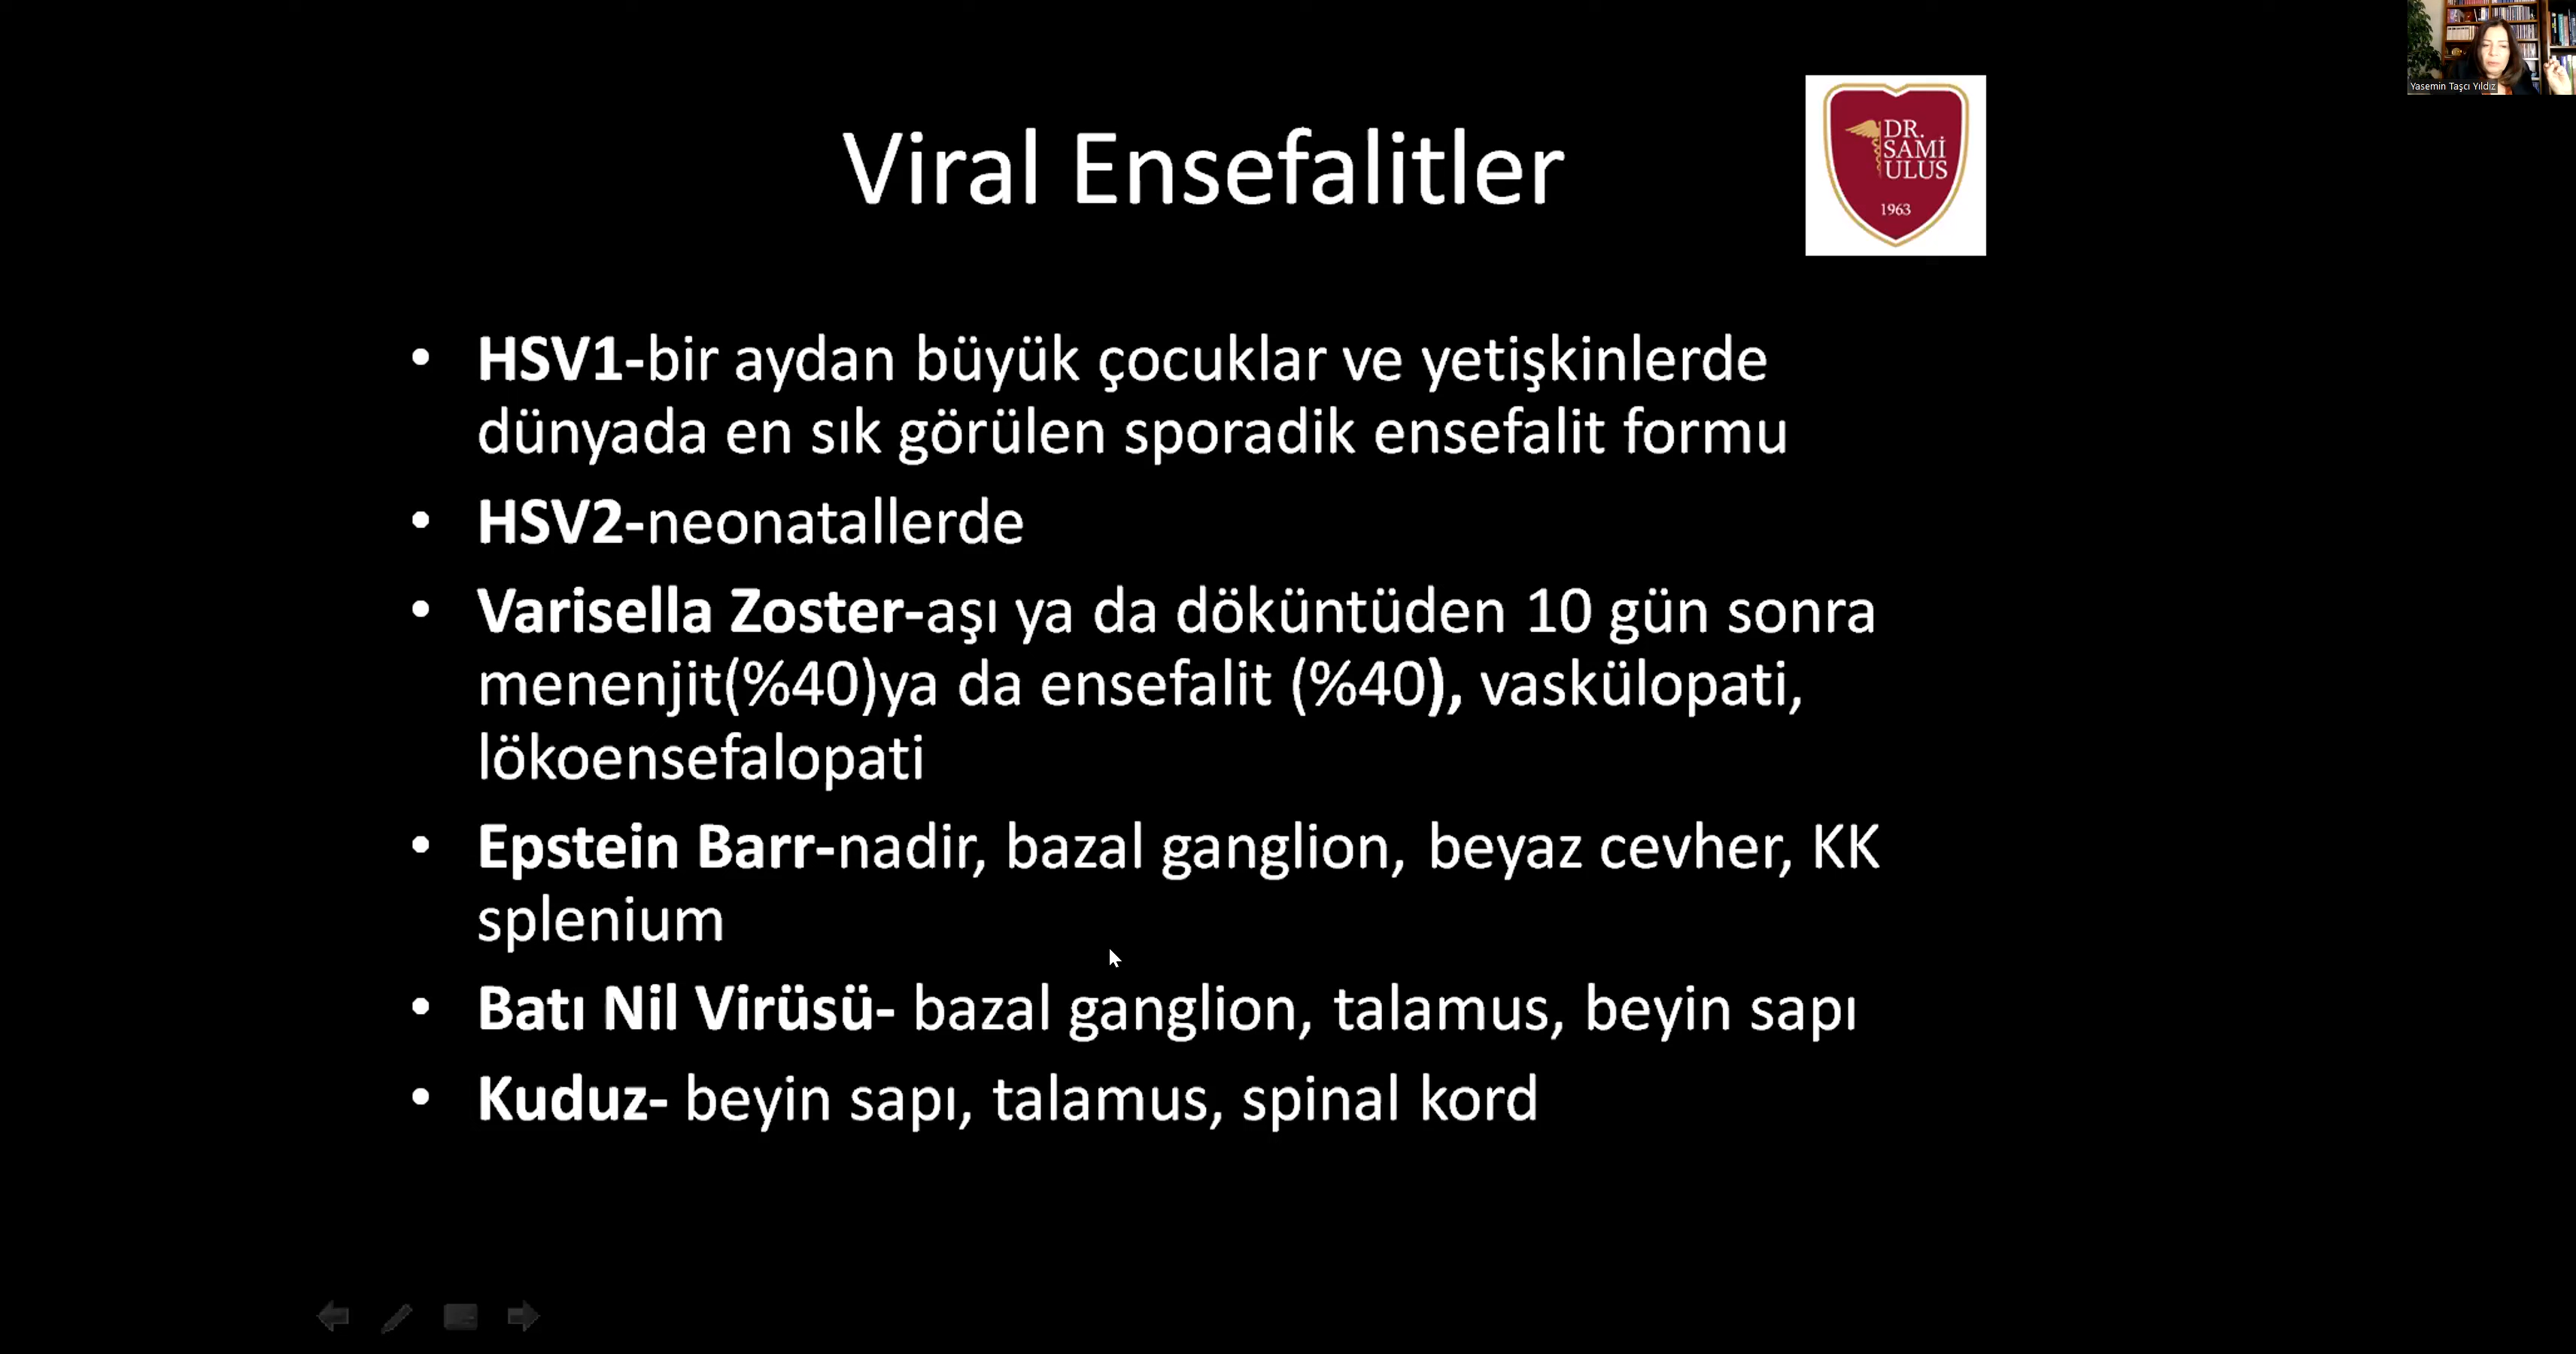 Yasemin Taşcı Yıldız
DR.
SAMİ
ULUS
1963
Viral Ensefalitler
• HSV1-bir aydan büyük çocuklar ve yetişkinlerde
dünyada en sık görülen sporadik ensefalit formu
• HSV2-neonatallerde
• Varisella Zoster-aşı ya da döküntüden 10 gün sonra
menenjit(%40)ya da ensefalit (%40), vaskülopati,
lökoensefalopati
• Epstein Barr-nadir, bazal ganglion, beyaz cevher, KK
splenium
• Batı Nil Virüsü- bazal ganglion, talamus, beyin sapı
• Kuduz- beyin sapı, talamus, spinal kord